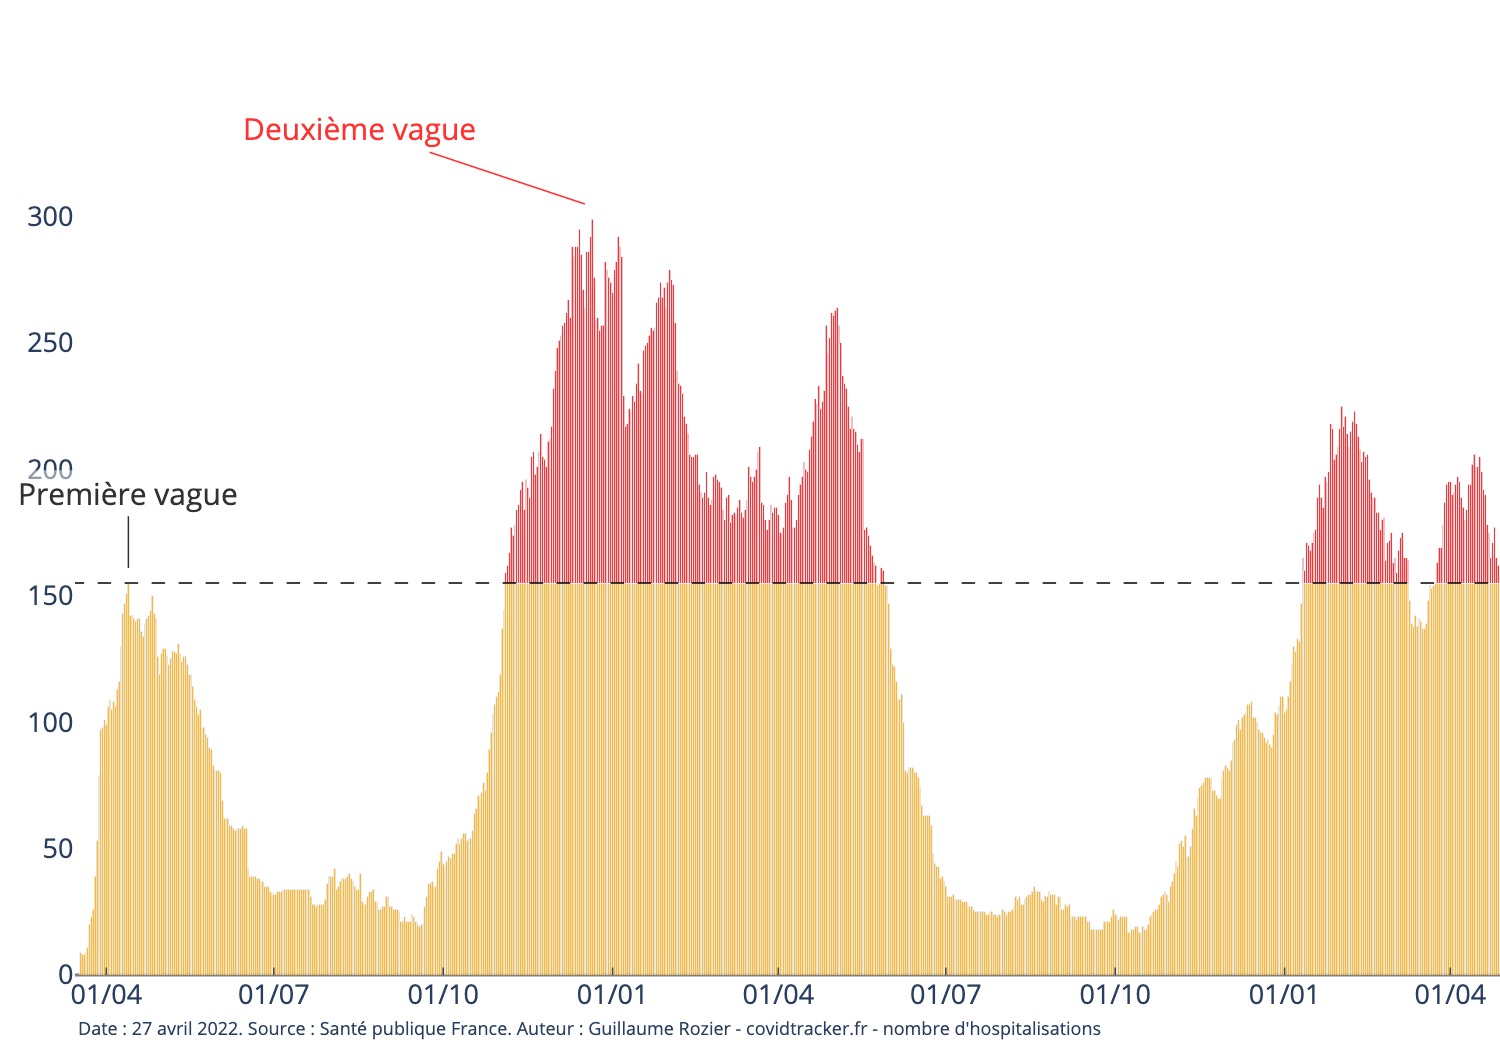 Deuxième vague
300
250
200
Première vague
150
100
50
0
01/04 01/07 01/10 01/01 01/04 01/07 01/10 01/01 01/04
Date : 27 avril 2022. Source : Santé publique France. Auteur : Guillaume Rozier - covidtracker.fr - nombre d'hospitalisations